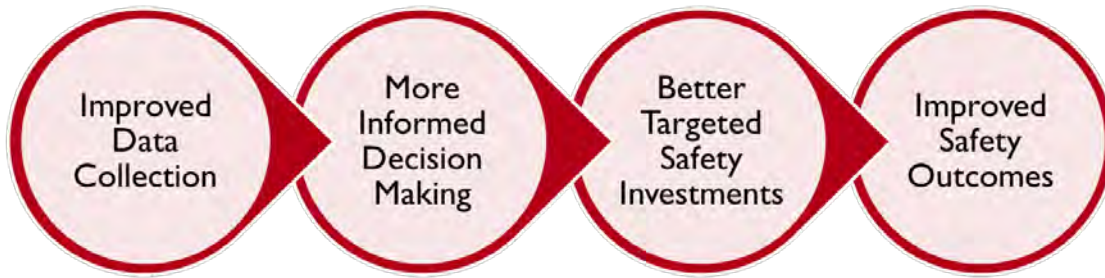 Improved
Data
Collection
More
Informed
Decision
Making
Better
Targeted
Safety
Investments
Improved
Safety
Outcomes